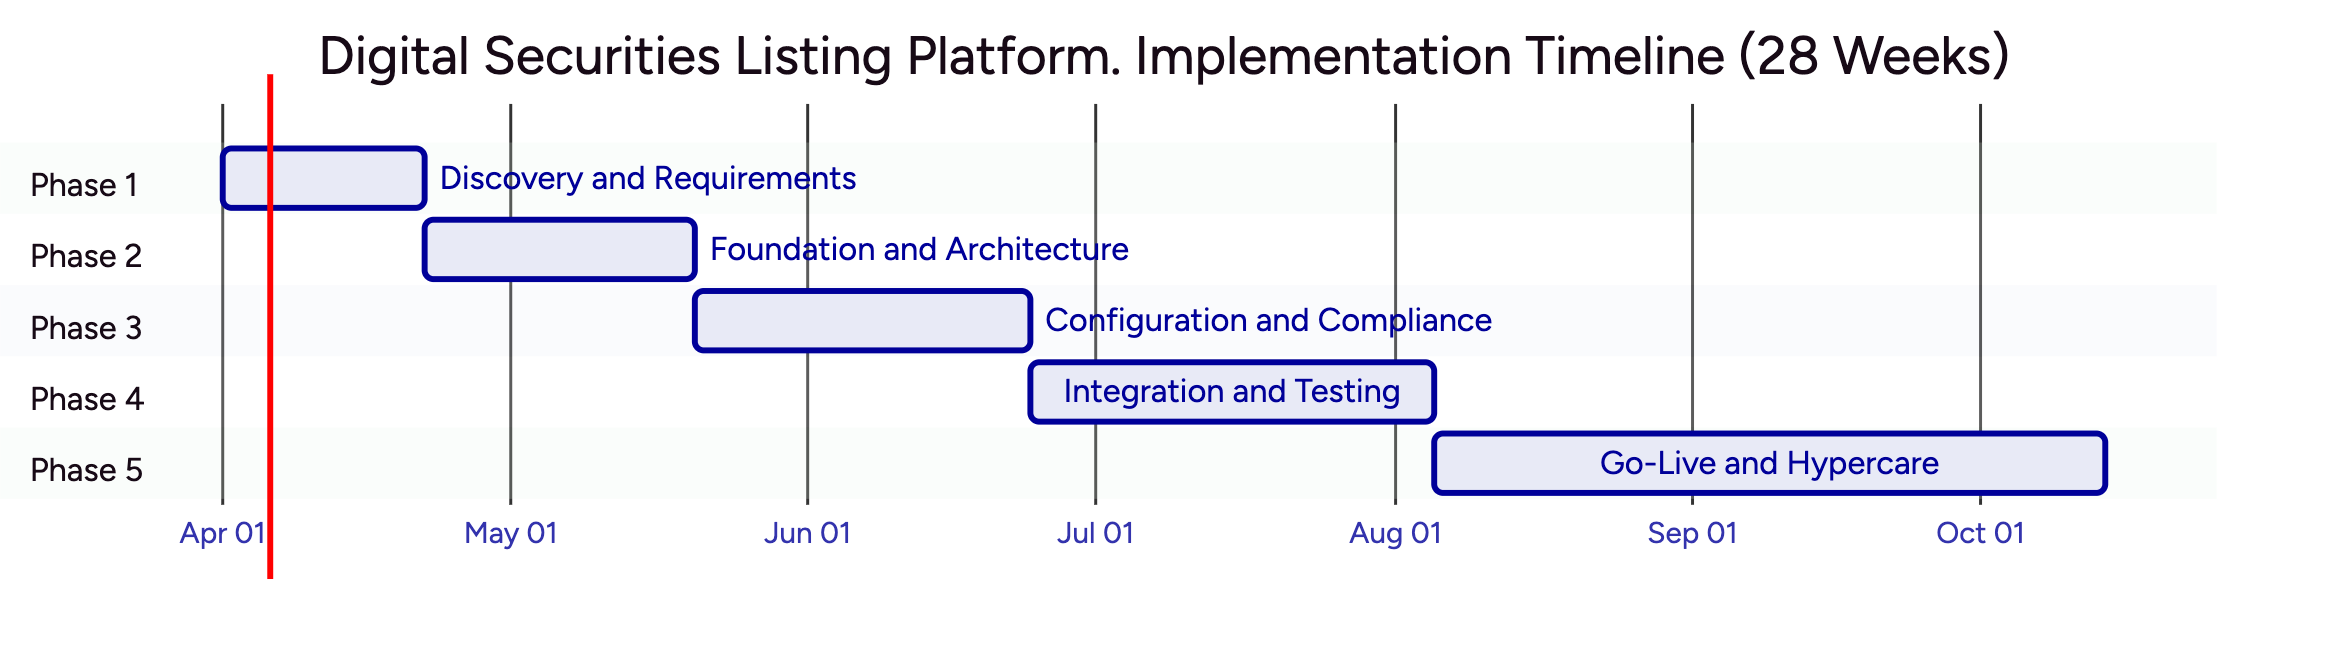 Digital Securities Listing Platform. Implementation Timeline (28 Weeks)
Phase 1
Discovery and Requirements
Phase 2
Foundation and Architecture
Phase 3
Configuration and Compliance
Phase 4
Integration and Testing
Phase 5
Go-Live and Hypercare
Apr 01
May 01
Jun 01
Jul 01
Aug 01
Sep 01
Oct 01